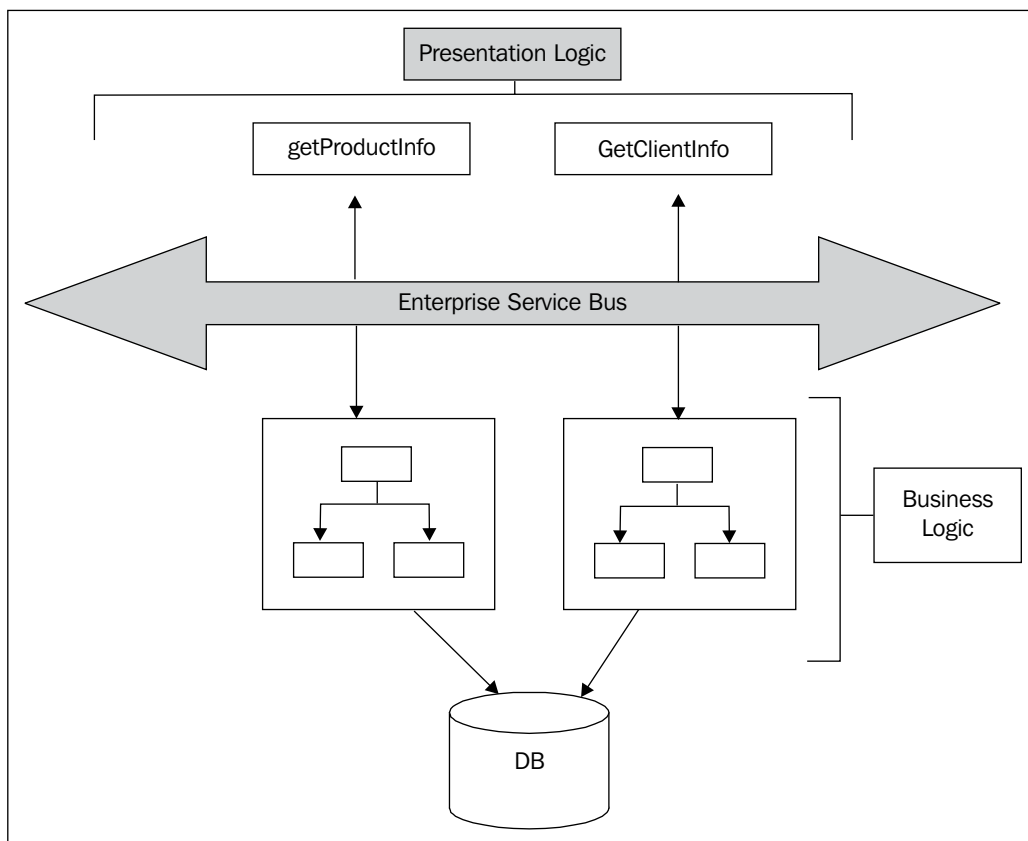 Presentation Logic
getProductInfo
GetClientInfo
Enterprise Service Bus
Business
Logic
DB